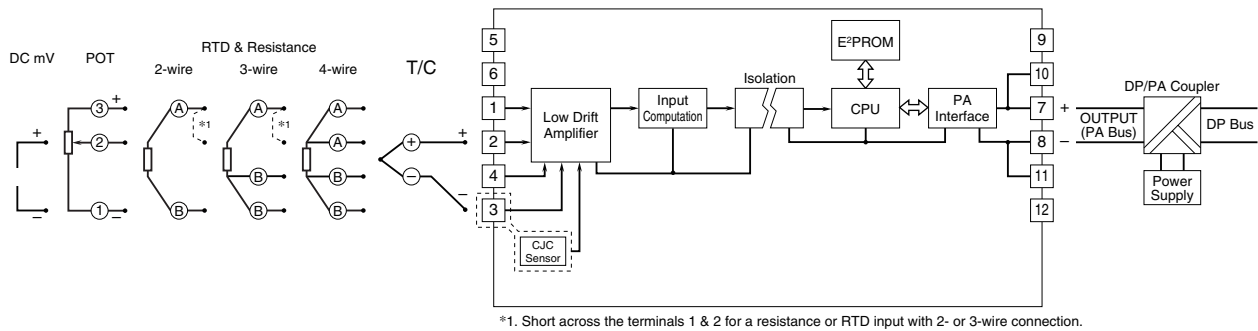 DC mV
POT
RTD & Resistance
2-wire
3-wire
4-wire
T/C
+
−
3
+
2
1
−
A
*1
B
A
*1
B
B
A
A
B
B
+
−
+
−
5
6
1
2
4
3
Low Drift
Amplifier
CJC
Sensor
Input
Computation
Isolation
E²PROM
CPU
PA
Interface
9
10
7
8
11
12
+
OUTPUT
(PA Bus)
−
DP/PA Coupler
DP Bus
Power
Supply
*1. Short across the terminals 1 & 2 for a resistance or RTD input with 2- or 3-wire connection.